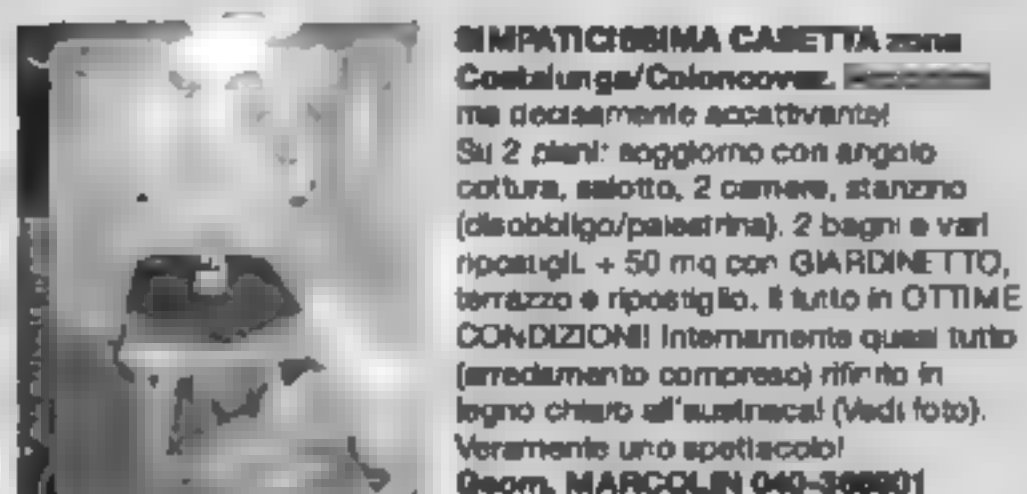 SIMPATICISSIMA CASETTA zona
Costalunga/Coloncovez.
ma decisamente accattivante!
Su 2 piani: soggiorno con angolo
cottura, salotto, 2 camere, stanzino
(disobbligo/palestrina), 2 bagni e vari
ripostigli. + 50 mq con GIARDINETTO,
terrazzo e ripostiglio. Il tutto in OTTIME
CONDIZIONI! Internamente quasi tutto
(arredamento compreso) rifinito in
legno chiaro all'austriaca! (Vedi foto).
Veramente uno spettacolo!
Geom. MARCOLIN